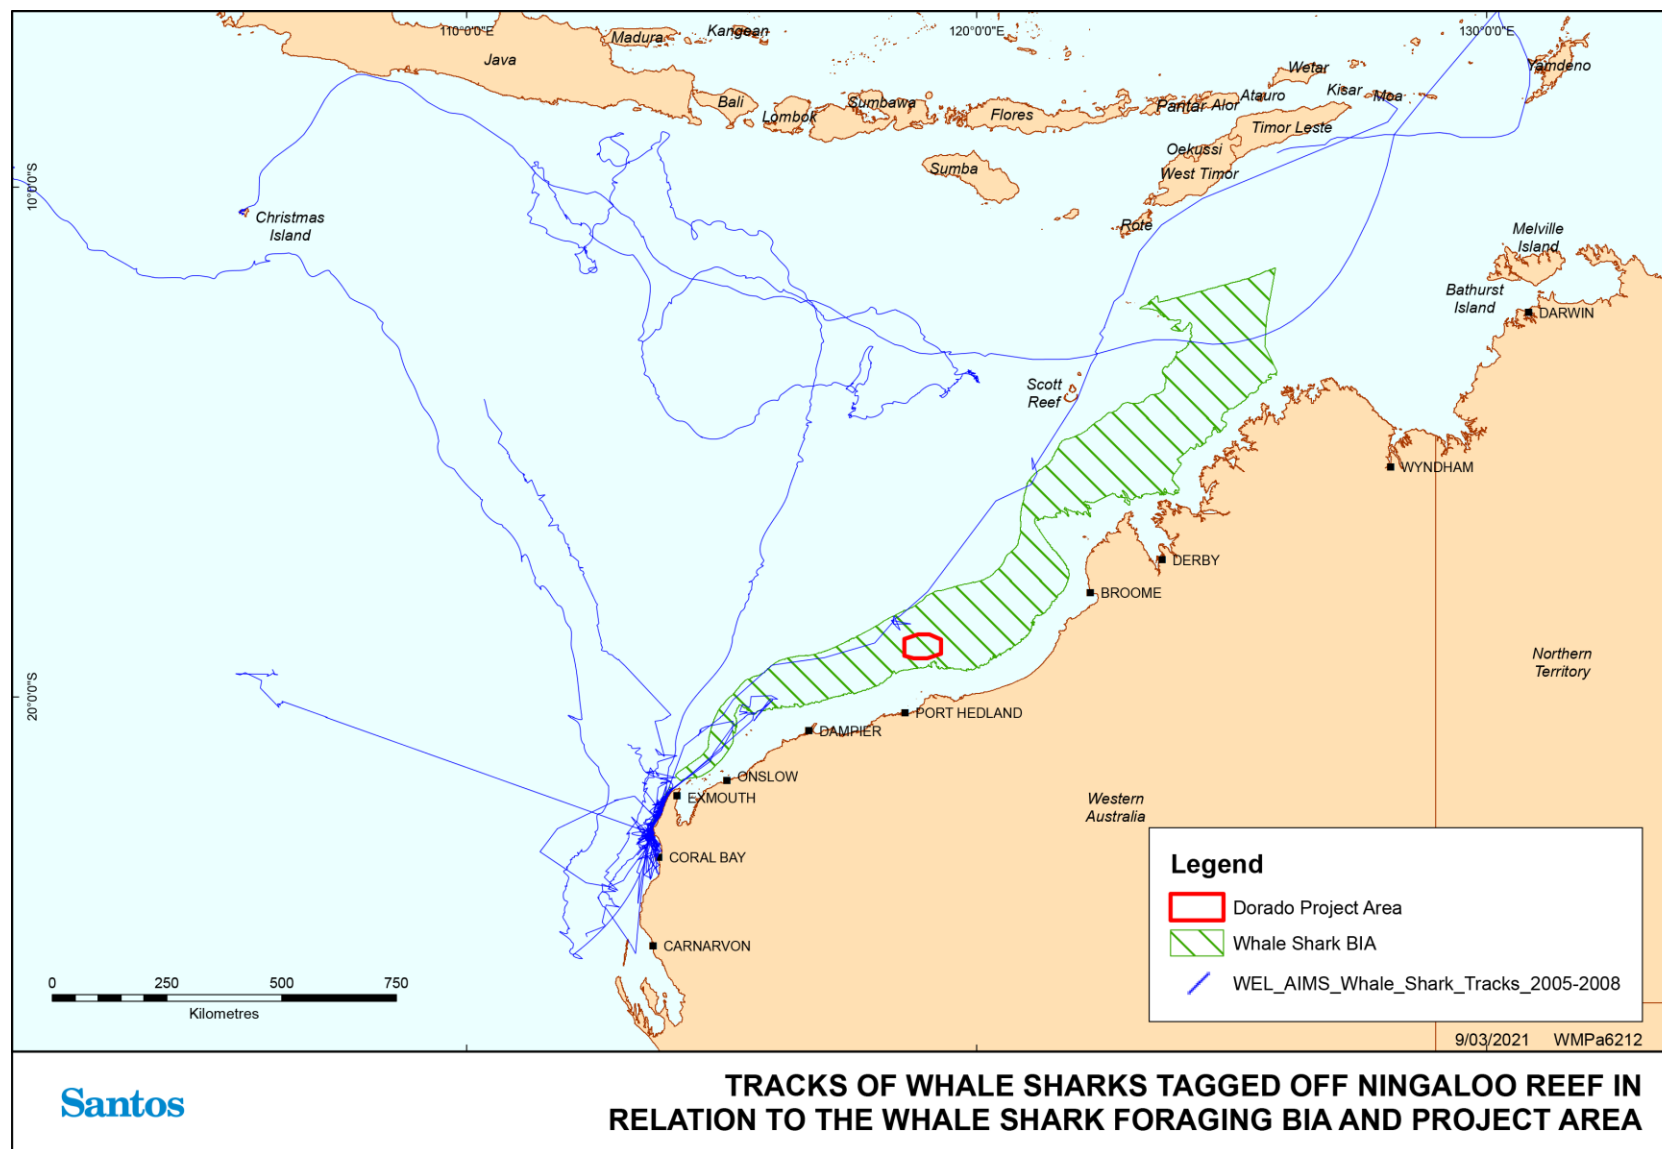 110°0'0"E
120°0'0"E
130°0'0"E
Madura
Kangean
Java
Bali
Lombok
Sumbawa
Flores
Pantar Alor
Atauro
Wetar
Kisar
Moa
Yamdeno
Timor Leste
Oekussi
West Timor
Sumba
Rote
10°0'0"S
Christmas
Island
Melville
Island
Bathurst
Island
DARWIN
Scott
Reef
WYNDHAM
DERBY
BROOME
Northern
Territory
20°0'0"S
PORT HEDLAND
DAMPIER
ONSLOW
EXMOUTH
Western
Australia
CORAL BAY
CARNARVON
0 250 500 750
Kilometres
Legend
Dorado Project Area
Whale Shark BIA
WEL_AIMS_Whale_Shark_Tracks_2005-2008
9/03/2021 WMPa6212
Santos
TRACKS OF WHALE SHARKS TAGGED OFF NINGALOO REEF IN
RELATION TO THE WHALE SHARK FORAGING BIA AND PROJECT AREA